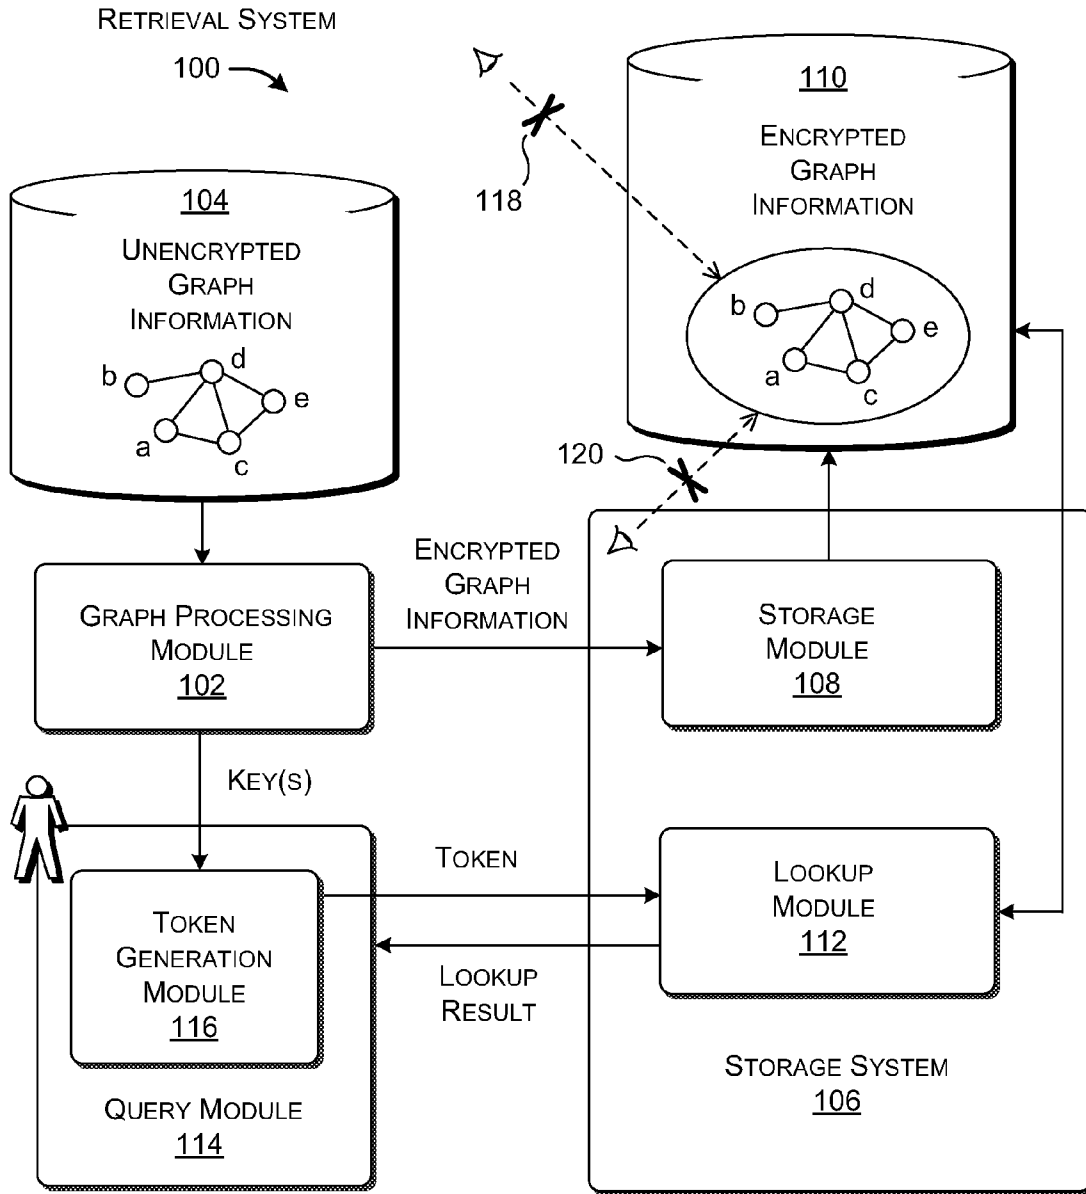 RETRIEVAL SYSTEM
100
104
UNENCRYPTED
GRAPH
INFORMATION
b
d
e
a
c
110
ENCRYPTED
GRAPH
INFORMATION
b
d
e
a
c
118
120
GRAPH PROCESSING
MODULE
102
ENCRYPTED
GRAPH
INFORMATION
STORAGE
MODULE
108
KEY(S)
TOKEN
GENERATION
MODULE
116
QUERY MODULE
114
TOKEN
LOOKUP
RESULT
LOOKUP
MODULE
112
STORAGE SYSTEM
106